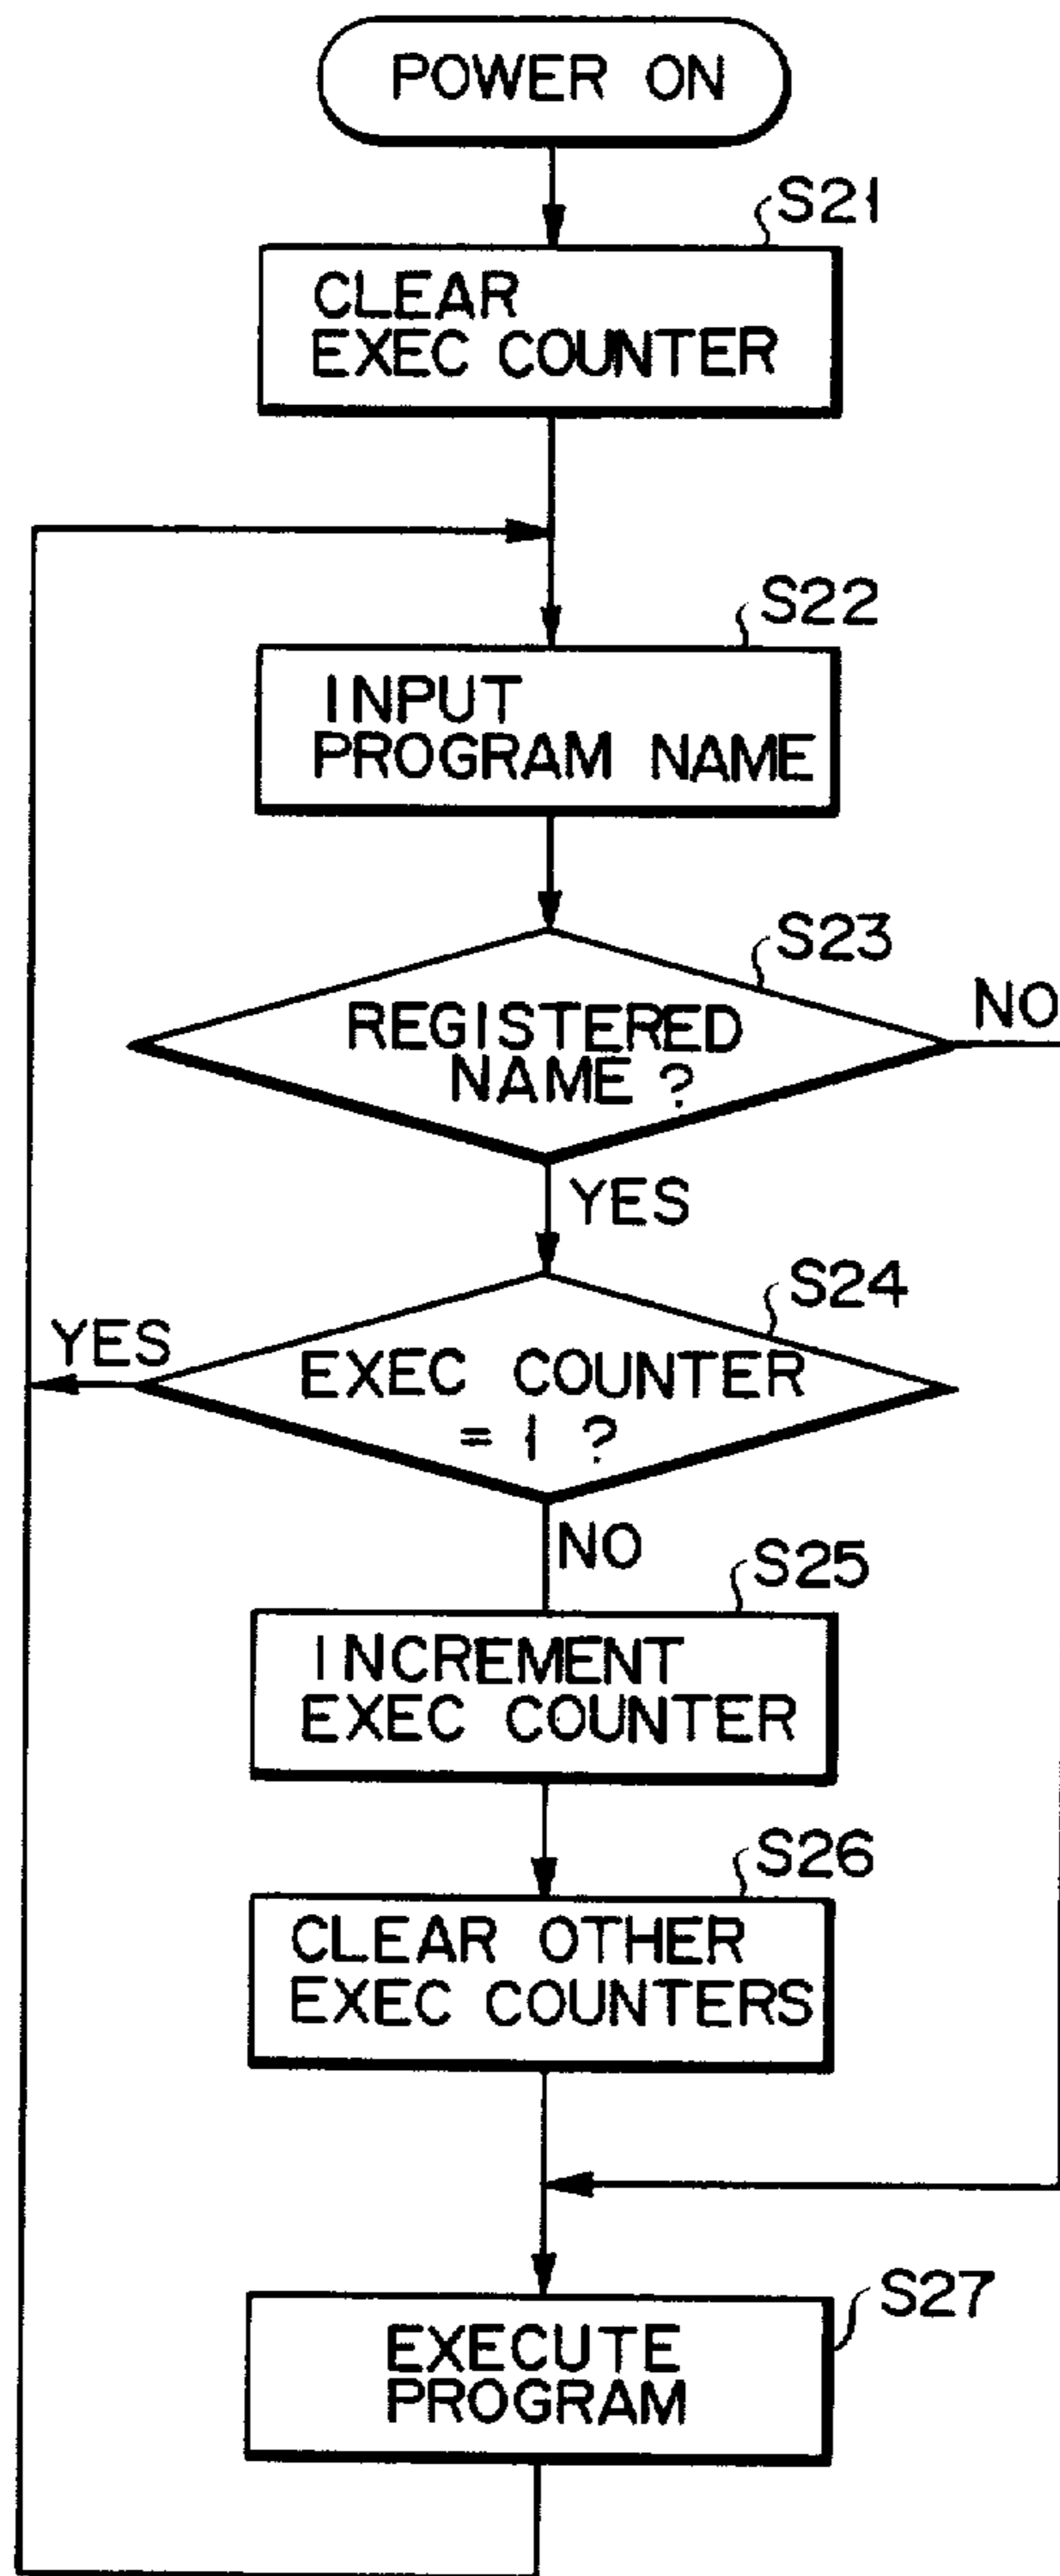 POWER ON
S21
CLEAR
EXEC COUNTER
S22
INPUT
PROGRAM NAME
S23
NO
REGISTERED
NAME ?
YES
S24
YES
EXEC COUNTER
= 1 ?
NO
S25
INCREMENT
EXEC COUNTER
S26
CLEAR OTHER
EXEC COUNTERS
S27
EXECUTE
PROGRAM